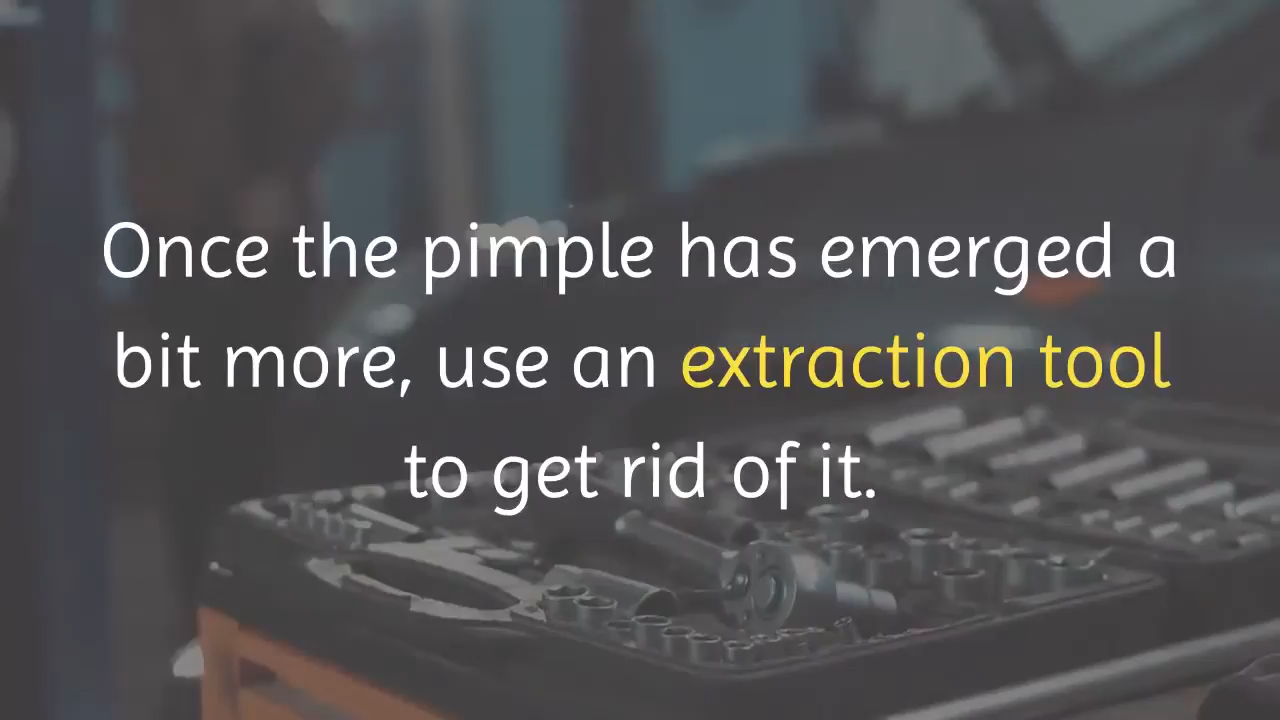 Once the pimple has emerged a
bit more, use an extraction tool
to get rid of it.